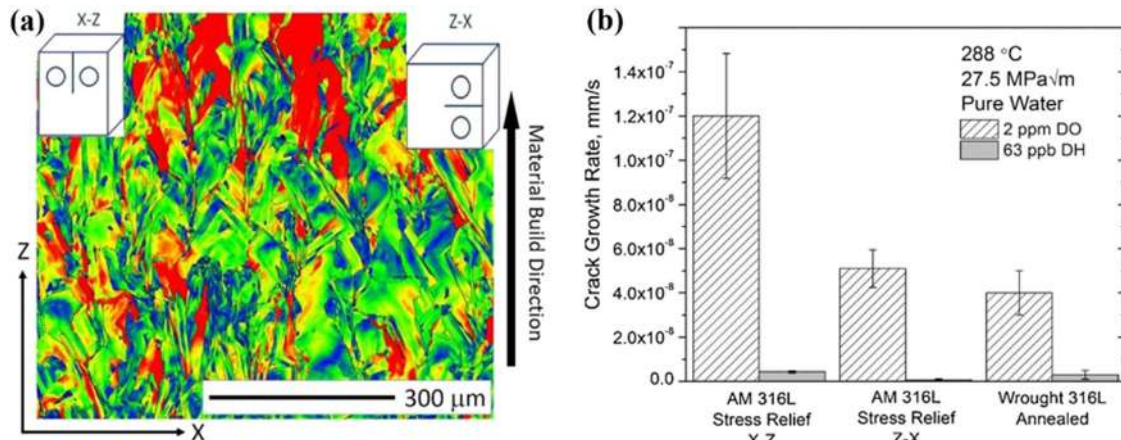 (a)
X-Z
Z-X
Material Build Direction
Z
X
300 μm
(b)
Crack Growth Rate, mm/s
1.4x10⁻⁷
1.2x10⁻⁷
1.0x10⁻⁷
8.0x10⁻⁸
6.0x10⁻⁸
4.0x10⁻⁸
2.0x10⁻⁸
0.0
288 °C
27.5 MPa√m
Pure Water
2 ppm DO
63 ppb DH
AM 316L
Stress Relief
X-Z
AM 316L
Stress Relief
Z-X
Wrought 316L
Annealed